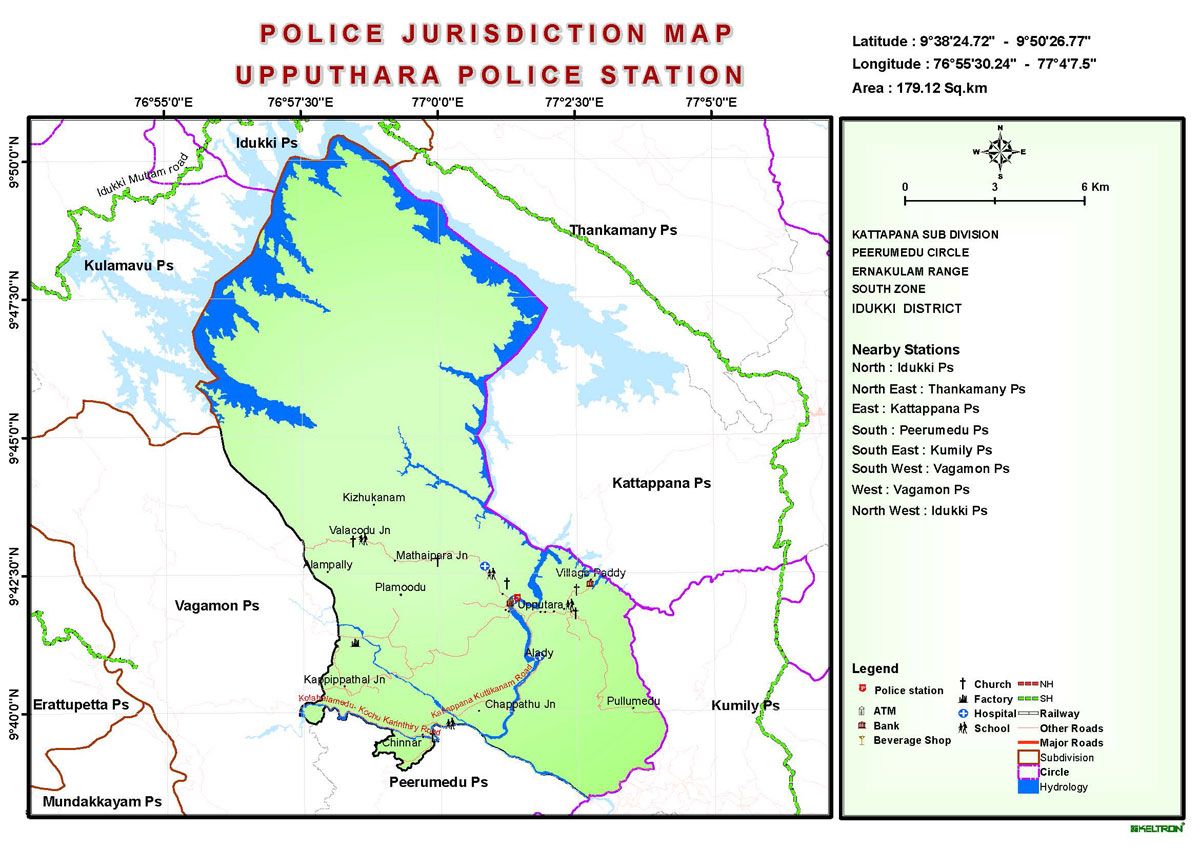 POLICE JURISDICTION MAP
UPPUTHARA POLICE STATION
Latitude : 9°38'24.72" - 9°50'26.77"
Longitude : 76°55'30.24" - 77°4'7.5"
Area : 179.12 Sq.km
76°55'0"E 76°57'30"E 77°0'0"E 77°2'30"E 77°5'0"E
9°50'0"N
9°47'30"N
9°45'0"N
9°42'30"N
9°40'0"N
Idukki Ps
Idukki Muttam road
Thankamany Ps
Kulamavu Ps
Kattappana Ps
Kizhukanam
Valacodu Jn
Mathaipara Jn
Alampally
Village Paddy
Plamoodu
Upputara
Vagamon Ps
Alady
Kappippathal Jn
Kolahalamedu- Kochu Karinthiry Road
Kattappana Kuttikanam Road
Chappathu Jn
Pullumedu
Erattupetta Ps
Kumily Ps
Chinnar
Peerumedu Ps
Mundakkayam Ps
N
W E
S
0 3 6 Km
KATTAPANA SUB DIVISION
PEERUMEDU CIRCLE
ERNAKULAM RANGE
SOUTH ZONE
IDUKKI DISTRICT
Nearby Stations
North : Idukki Ps
North East : Thankamany Ps
East : Kattappana Ps
South : Peerumedu Ps
South East : Kumily Ps
South West : Vagamon Ps
West : Vagamon Ps
North West : Idukki Ps
Legend
Police station
ATM
Bank
Beverage Shop
Church
Factory
Hospital
School
NH
SH
Railway
Other Roads
Major Roads
Subdivision
Circle
Hydrology
KELTRON